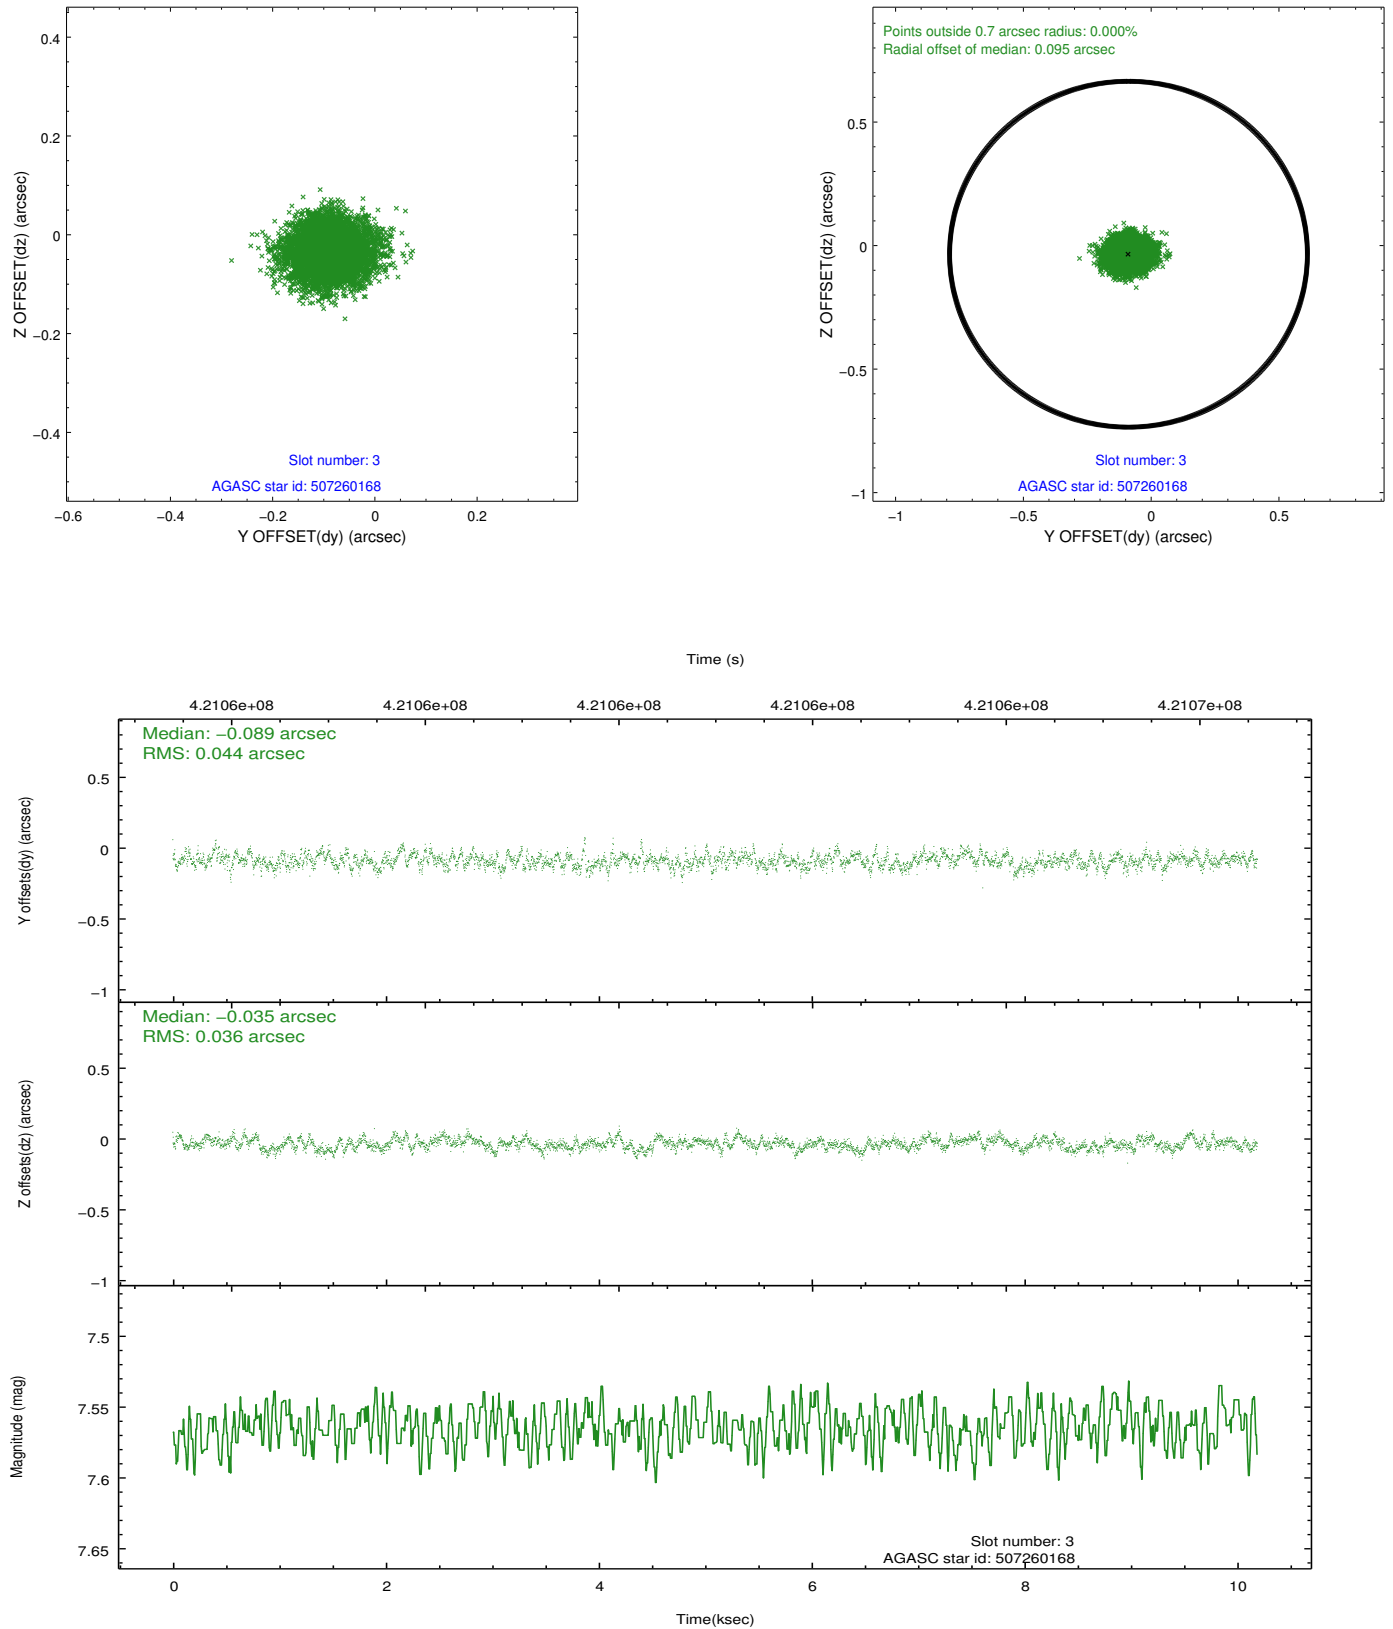 0.4
0.2
0
−0.2
−0.4
Z OFFSET(dz) (arcsec)
Slot number: 3
AGASC star id: 507260168
−0.6
−0.4
−0.2
0
0.2
Y OFFSET(dy) (arcsec)
Points outside 0.7 arcsec radius: 0.000%
Radial offset of median: 0.095 arcsec
0.5
0
−0.5
−1
Z OFFSET(dz) (arcsec)
Slot number: 3
AGASC star id: 507260168
−1
−0.5
0
0.5
Y OFFSET(dy) (arcsec)
Time (s)
4.2106e+08
4.2106e+08
4.2106e+08
4.2106e+08
4.2106e+08
4.2107e+08
Median: −0.089 arcsec
RMS: 0.044 arcsec
0.5
0
−0.5
−1
Y offsets(dy) (arcsec)
Median: −0.035 arcsec
RMS: 0.036 arcsec
0.5
0
−0.5
−1
Z offsets(dz) (arcsec)
7.5
7.55
7.6
7.65
Magnitude (mag)
Slot number: 3
AGASC star id: 507260168
0
2
4
6
8
10
Time(ksec)